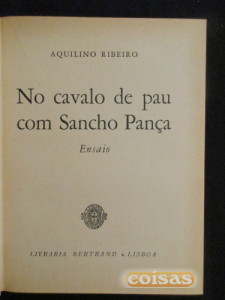 AQUILINO RIBEIRO
No cavalo de pau
com Sancho Pança
Ensaio
LIVRARIA BERTRAND • LISBOA
coisas